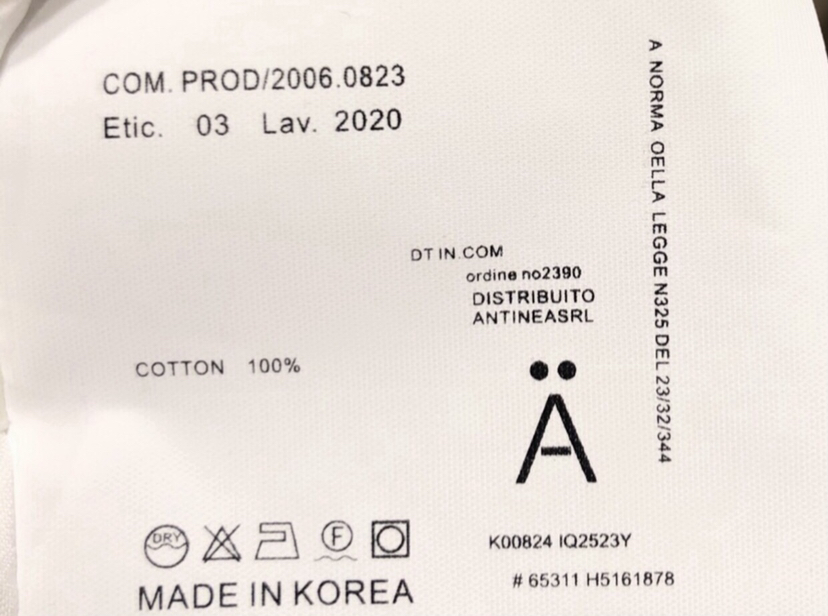 COM. PROD/2006.0823
Etic. 03 Lav. 2020
A NORMA OELLA LEGGE N325 DEL 23/32/344
DT IN.COM
ordine no2390
DISTRIBUITO
ANTINEASRL
COTTON 100%
Ä
DRY
F
K00824 IQ2523Y
# 65311 H5161878
MADE IN KOREA